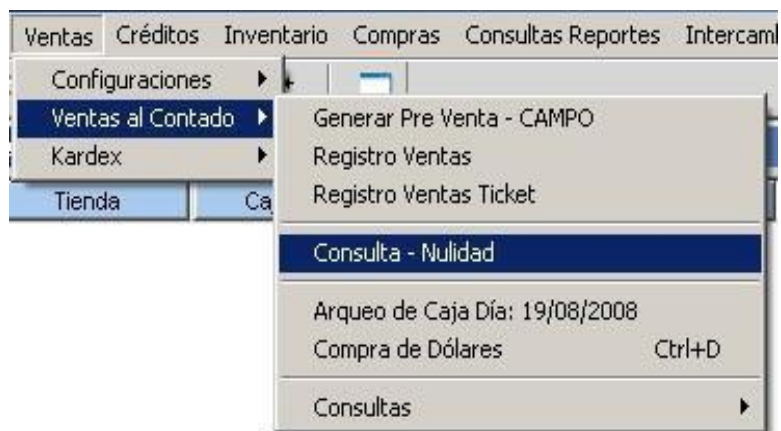 Ventas Créditos Inventario Compras Consultas Reportes
Configuraciones
Ventas al Contado
Kardex
Tienda
Generar Pre Venta - CAMPO
Registro Ventas
Registro Ventas Ticket
Consulta - Nulidad
Arqueo de Caja Día: 19/08/2008
Compra de Dólares Ctrl+D
Consultas